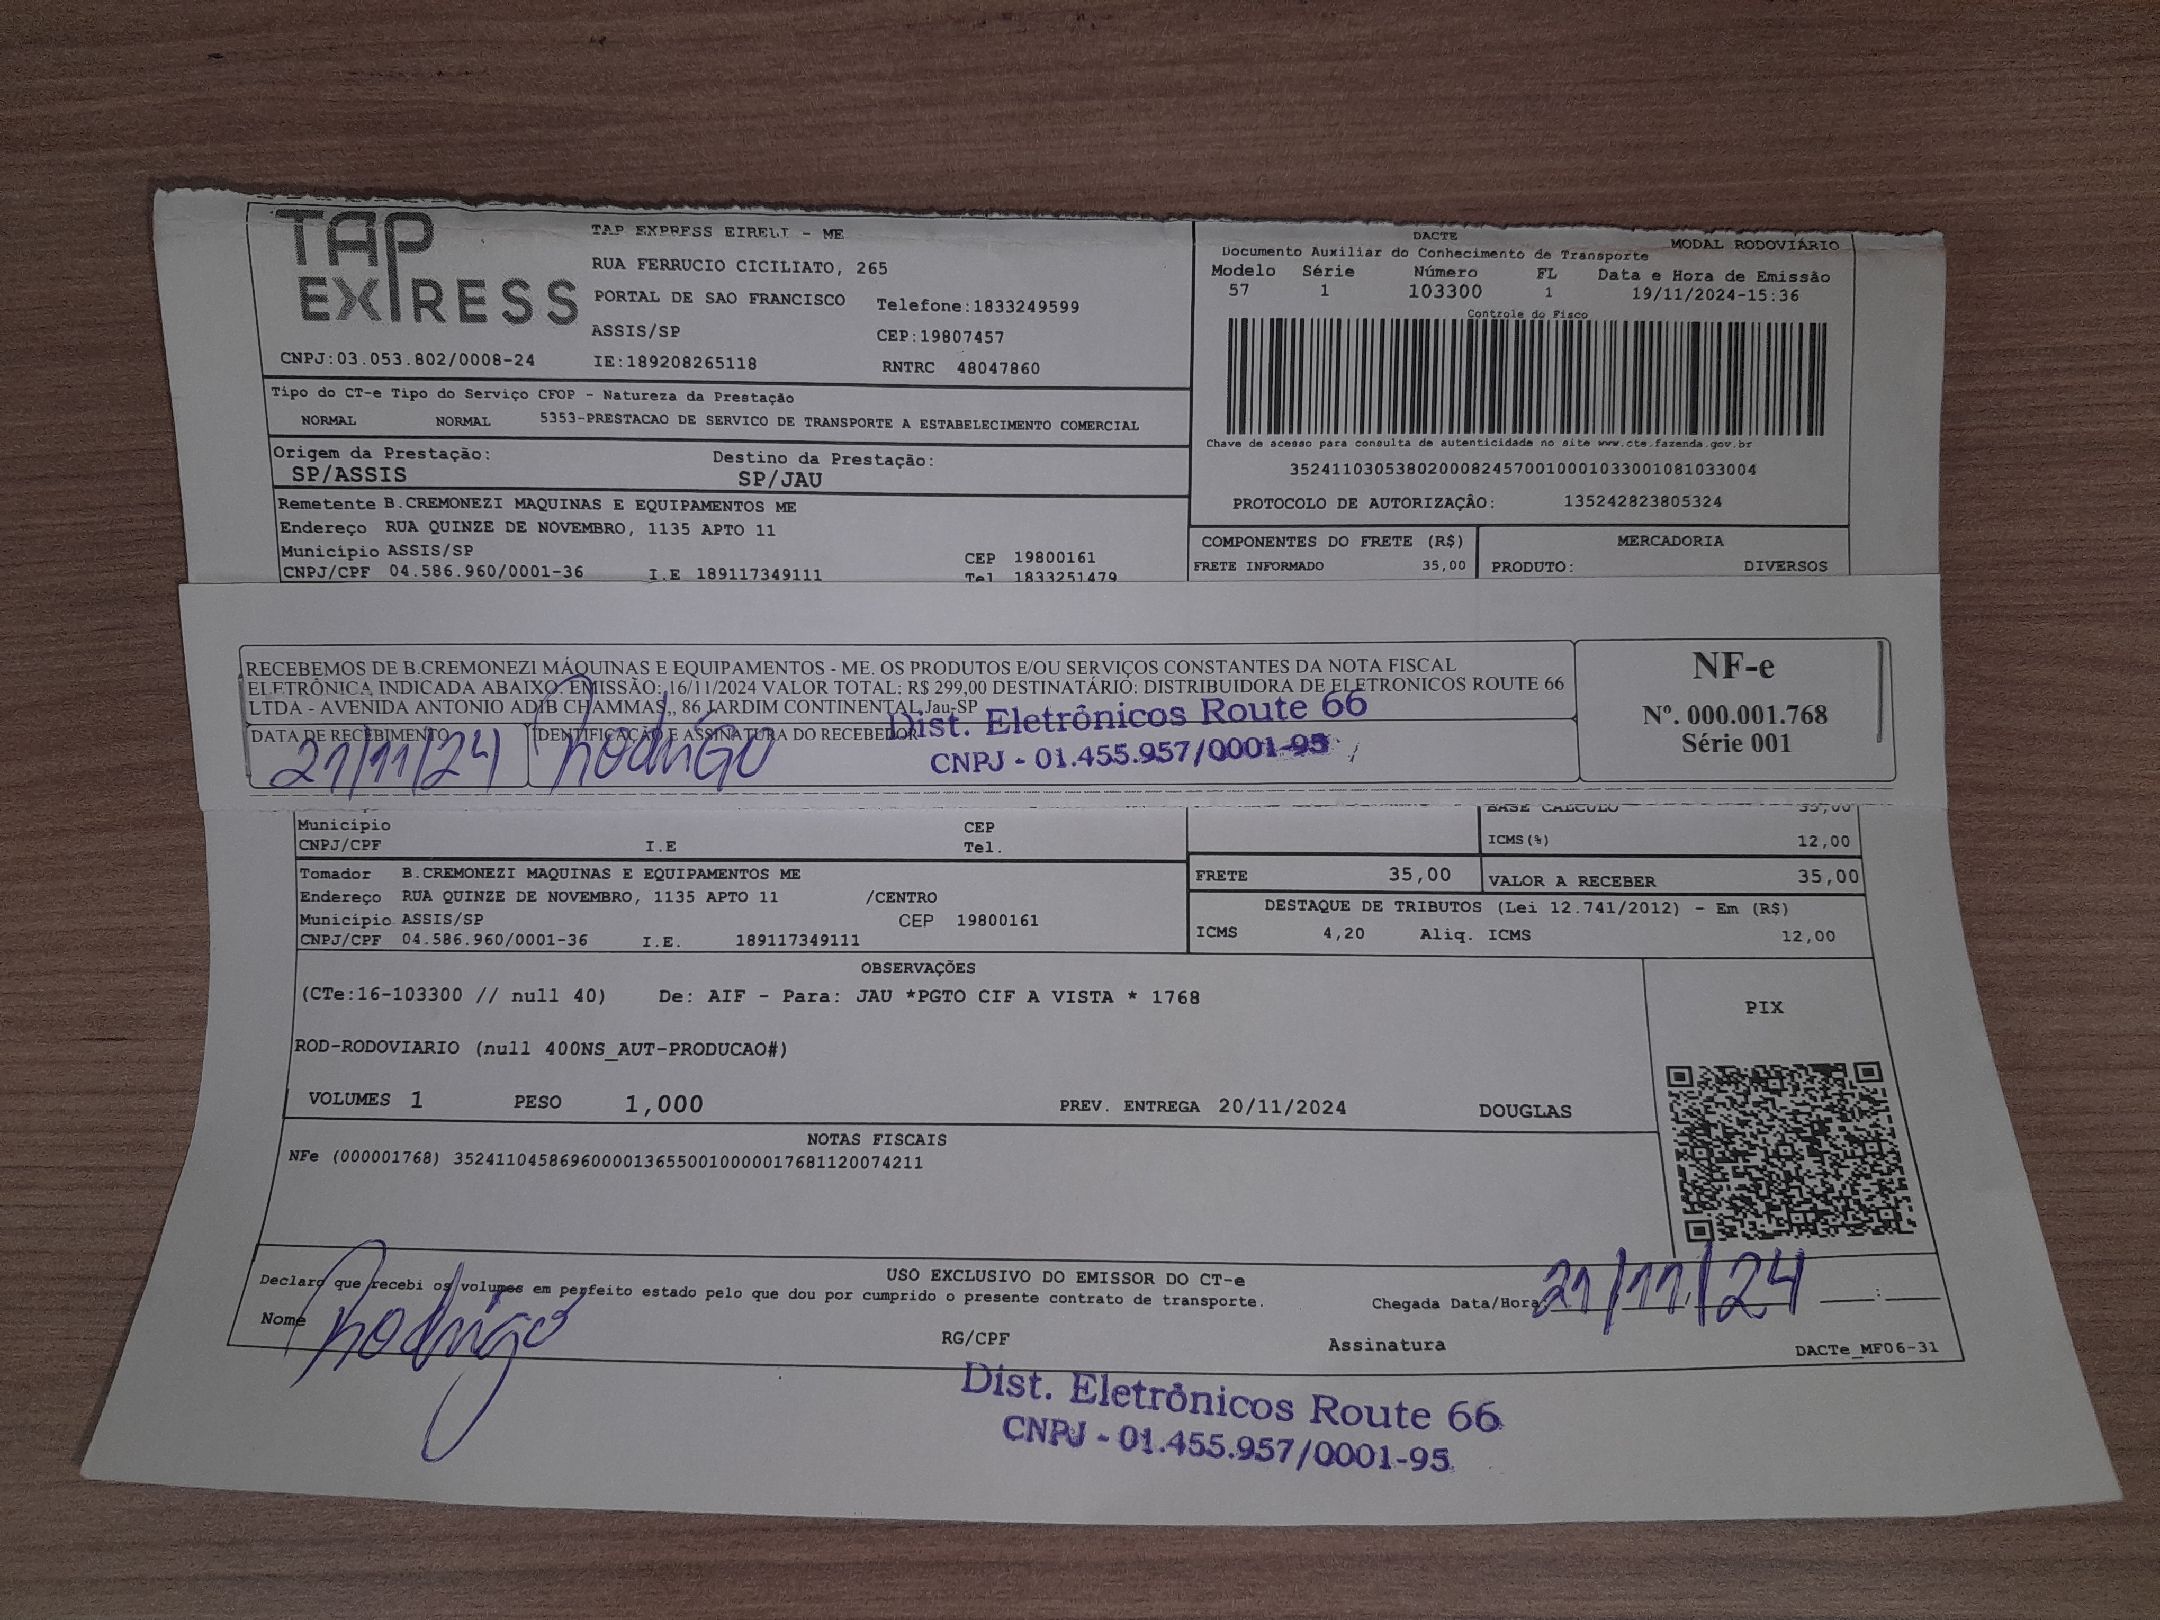 TAP EXPRESS
TAP EXPRESS EIRELI - ME
RUA FERRUCIO CICILIATO, 265
PORTAL DE SAO FRANCISCO Telefone:1833249599
ASSIS/SP CEP:19807457
CNPJ:03.053.802/0008-24 IE:189208265118 RNTRC 48047860
DACTE MODAL RODOVIÁRIO
Documento Auxiliar do Conhecimento de Transporte
Modelo Série Número FL Data e Hora de Emissão
57 1 103300 1 19/11/2024-15:36
Controle do Fisco
Chave de acesso para consulta de autenticidade no site www.cte.fazenda.gov.br
35241103053802000824570010001033001081033004
PROTOCOLO DE AUTORIZAÇÃO: 135242823805324
Tipo do CT-e Tipo do Serviço CFOP - Natureza da Prestação
NORMAL NORMAL 5353-PRESTACAO DE SERVICO DE TRANSPORTE A ESTABELECIMENTO COMERCIAL
Origem da Prestação: Destino da Prestação:
SP/ASSIS SP/JAU
Remetente B.CREMONEZI MAQUINAS E EQUIPAMENTOS ME
Endereço RUA QUINZE DE NOVEMBRO, 1135 APTO 11
Município ASSIS/SP CEP 19800161
CNPJ/CPF 04.586.960/0001-36 I.E 189117349111 Tel 1833251479
COMPONENTES DO FRETE (R$) MERCADORIA
FRETE INFORMADO 35,00 PRODUTO: DIVERSOS
RECEBEMOS DE B.CREMONEZI MÁQUINAS E EQUIPAMENTOS - ME. OS PRODUTOS E/OU SERVIÇOS CONSTANTES DA NOTA FISCAL
ELETRÔNICA INDICADA ABAIXO. EMISSÃO: 16/11/2024 VALOR TOTAL: R$ 299,00 DESTINATÁRIO: DISTRIBUIDORA DE ELETRONICOS ROUTE 66
LTDA - AVENIDA ANTONIO ADIB CHAMMAS,, 86 JARDIM CONTINENTAL Jau-SP
DATA DE RECEBIMENTO IDENTIFICAÇÃO E ASSINATURA DO RECEBEDOR
21/11/24 Rodrigo
Dist. Eletrônicos Route 66
CNPJ - 01.455.957/0001-95
NF-e
Nº. 000.001.768
Série 001
BASE CALCULO 35,00
Município CEP
CNPJ/CPF I.E Tel.
ICMS(%) 12,00
Tomador B.CREMONEZI MAQUINAS E EQUIPAMENTOS ME
Endereço RUA QUINZE DE NOVEMBRO, 1135 APTO 11 /CENTRO
Município ASSIS/SP CEP 19800161
CNPJ/CPF 04.586.960/0001-36 I.E. 189117349111
FRETE 35,00 VALOR A RECEBER 35,00
DESTAQUE DE TRIBUTOS (Lei 12.741/2012) - Em (R$)
ICMS 4,20 Aliq. ICMS 12,00
OBSERVAÇÕES
(CTe:16-103300 // null 40) De: AIF - Para: JAU *PGTO CIF A VISTA * 1768
ROD-RODOVIARIO (null 400NS_AUT-PRODUCAO#)
PIX
VOLUMES 1 PESO 1,000 PREV. ENTREGA 20/11/2024 DOUGLAS
NOTAS FISCAIS
NFe (000001768) 35241104586960000136550010000017681120074211
USO EXCLUSIVO DO EMISSOR DO CT-e
Declaro que recebi os volumes em perfeito estado pelo que dou por cumprido o presente contrato de transporte.
Chegada Data/Hora 21/11/24 :
Nome Rodrigo RG/CPF Assinatura DACTe_MF06-31
Dist. Eletrônicos Route 66
CNPJ - 01.455.957/0001-95